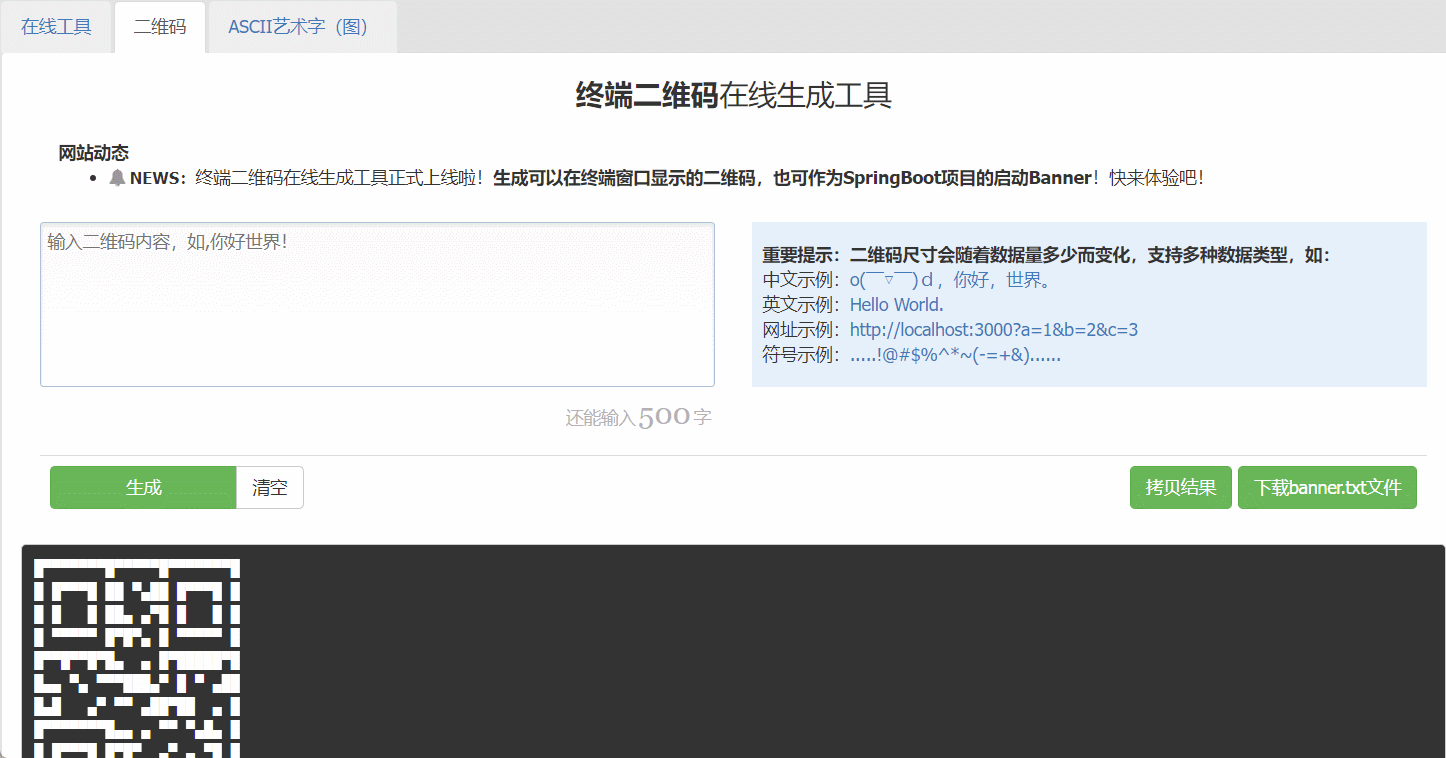 在线工具 二维码 ASCII艺术字（图）
终端二维码在线生成工具
网站动态
NEWS：终端二维码在线生成工具正式上线啦！生成可以在终端窗口显示的二维码，也可作为SpringBoot项目的启动Banner！快来体验吧！
输入二维码内容，如,你好世界！
重要提示：二维码尺寸会随着数据量多少而变化，支持多种数据类型，如：
中文示例：o(￣▽￣)ｄ，你好，世界。
英文示例：Hello World.
网址示例：http://localhost:3000?a=1&b=2&c=3
符号示例：.....!@#$%^*~(-=+&)......
还能输入500字
生成 清空 拷贝结果 下载banner.txt文件